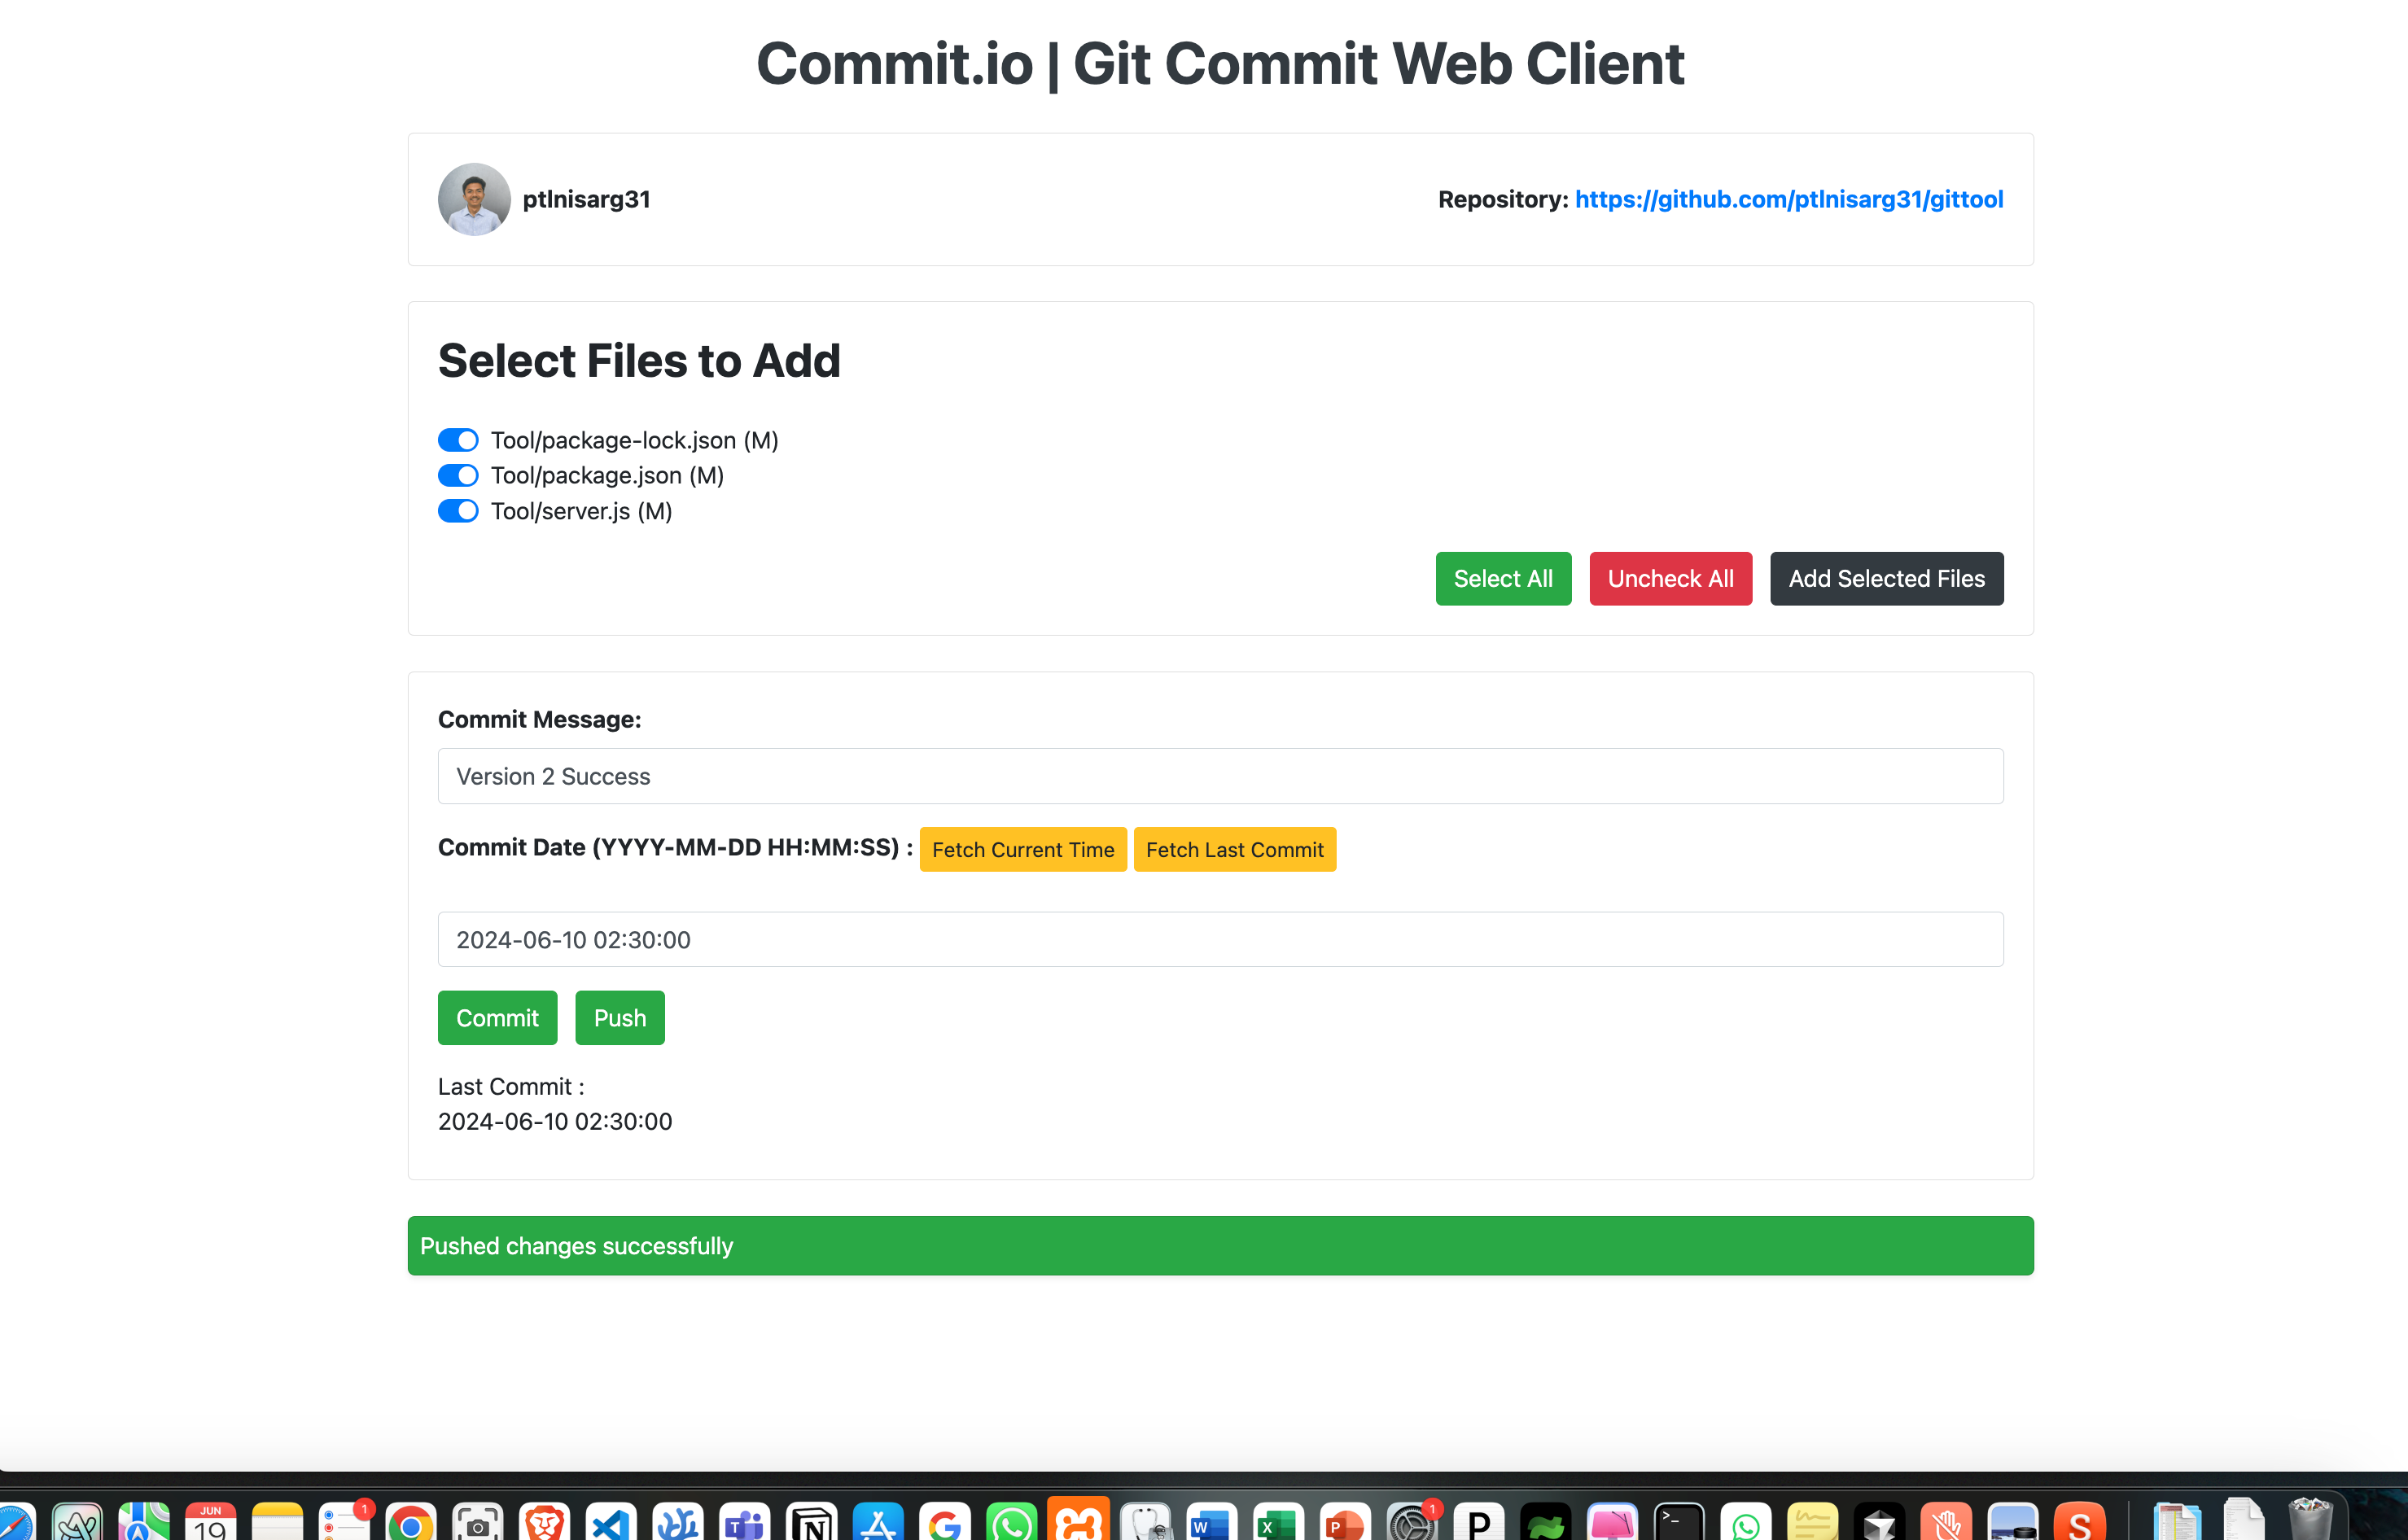 Commit.io | Git Commit Web Client
ptlnisarg31
Repository: https://github.com/ptlnisarg31/gittool
Select Files to Add
Tool/package-lock.json (M)
Tool/package.json (M)
Tool/server.js (M)
Select All Uncheck All Add Selected Files
Commit Message:
Version 2 Success
Commit Date (YYYY-MM-DD HH:MM:SS) : Fetch Current Time Fetch Last Commit
2024-06-10 02:30:00
Commit Push
Last Commit :
2024-06-10 02:30:00
Pushed changes successfully
JUN 1 1
19 W X P P >_ S